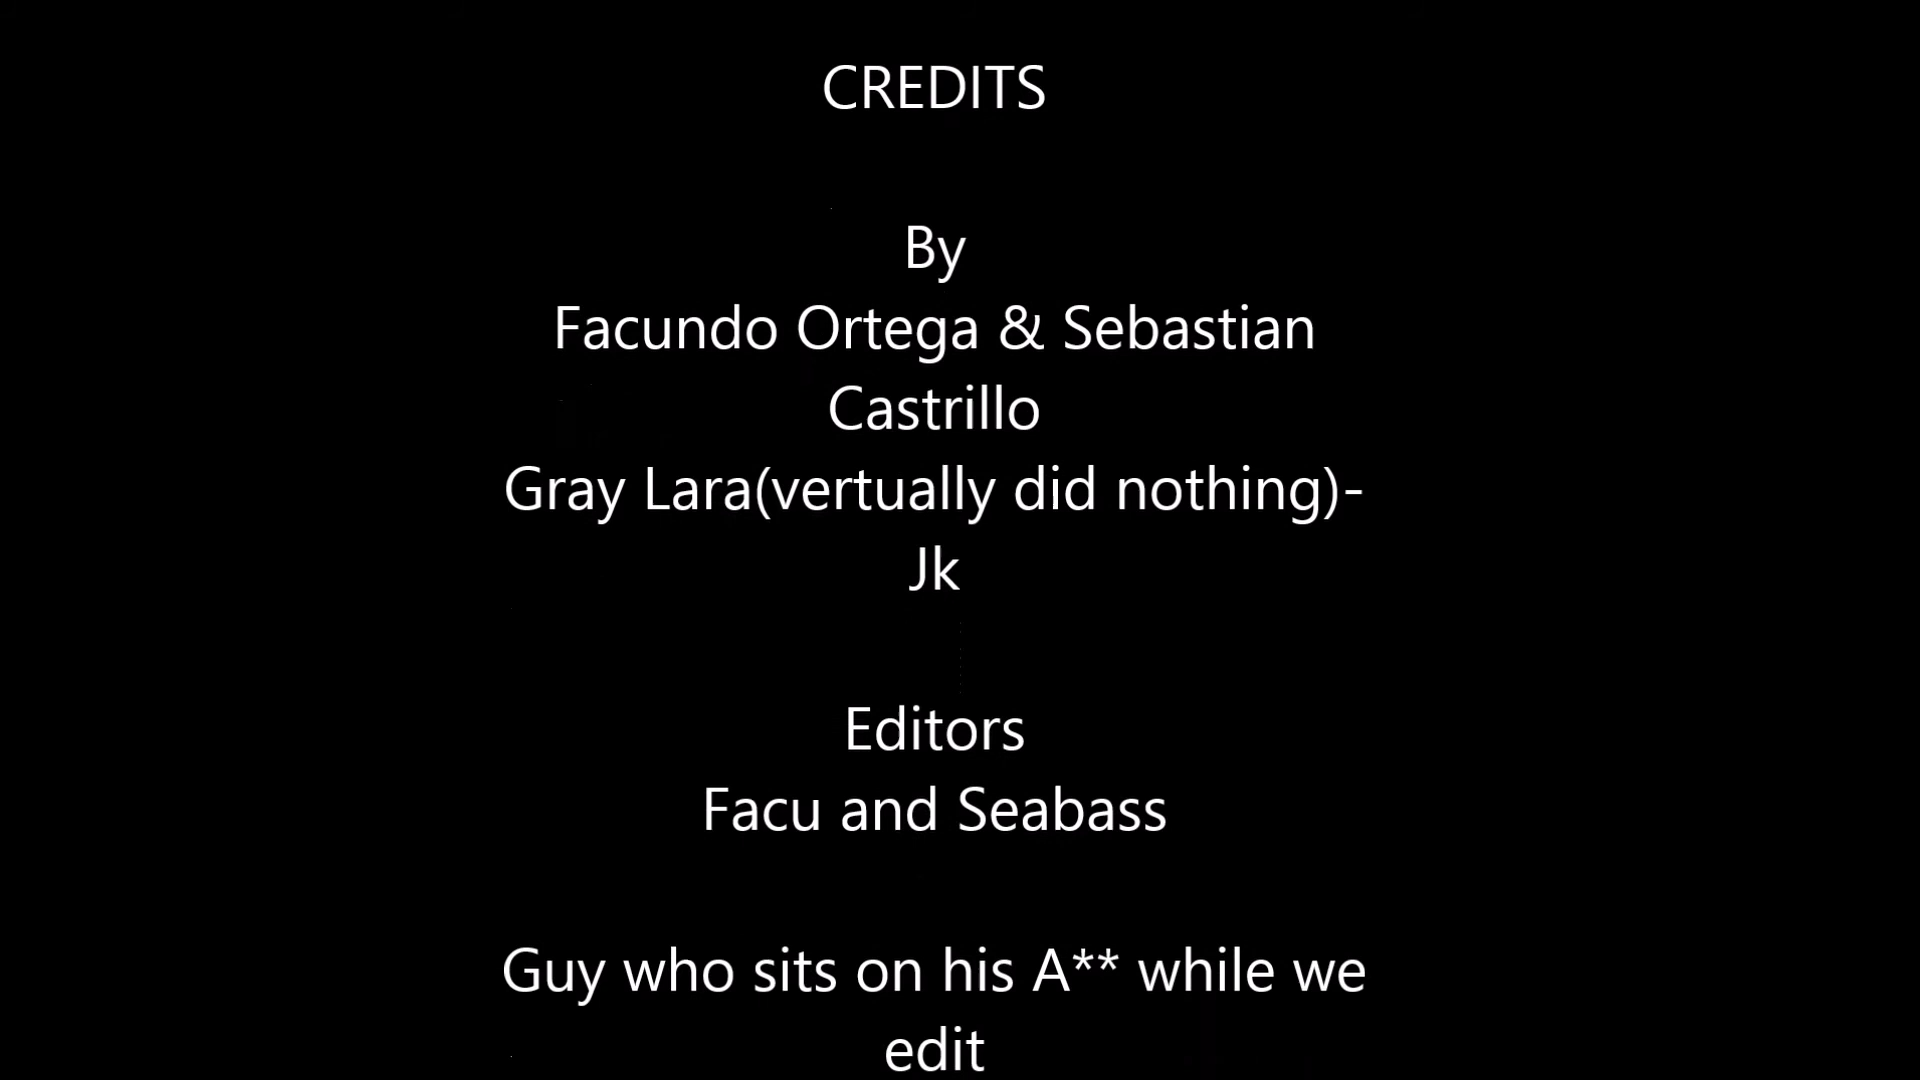 CREDITS
By
Facundo Ortega & Sebastian
Castrillo
Gray Lara(vertually did nothing)-
Jk
Editors
Facu and Seabass
Guy who sits on his A** while we
edit